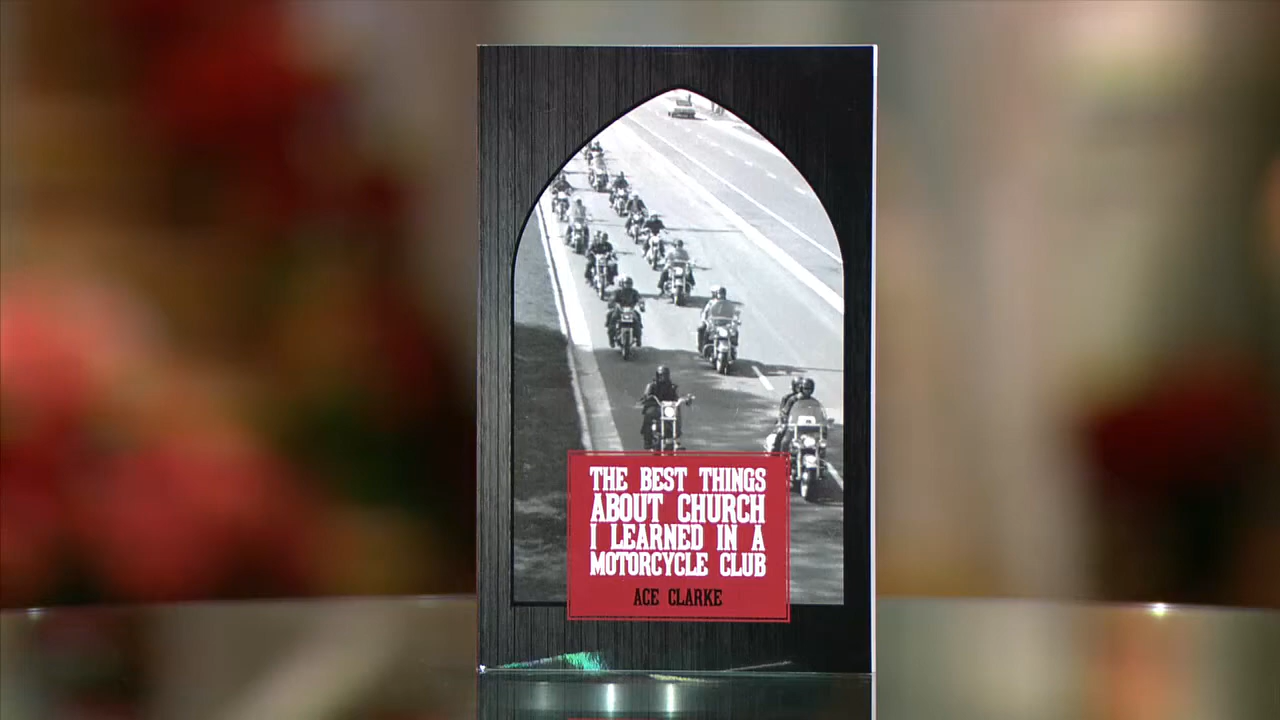 THE BEST THINGS
ABOUT CHURCH
I LEARNED IN A
MOTORCYCLE CLUB
ACE CLARKE